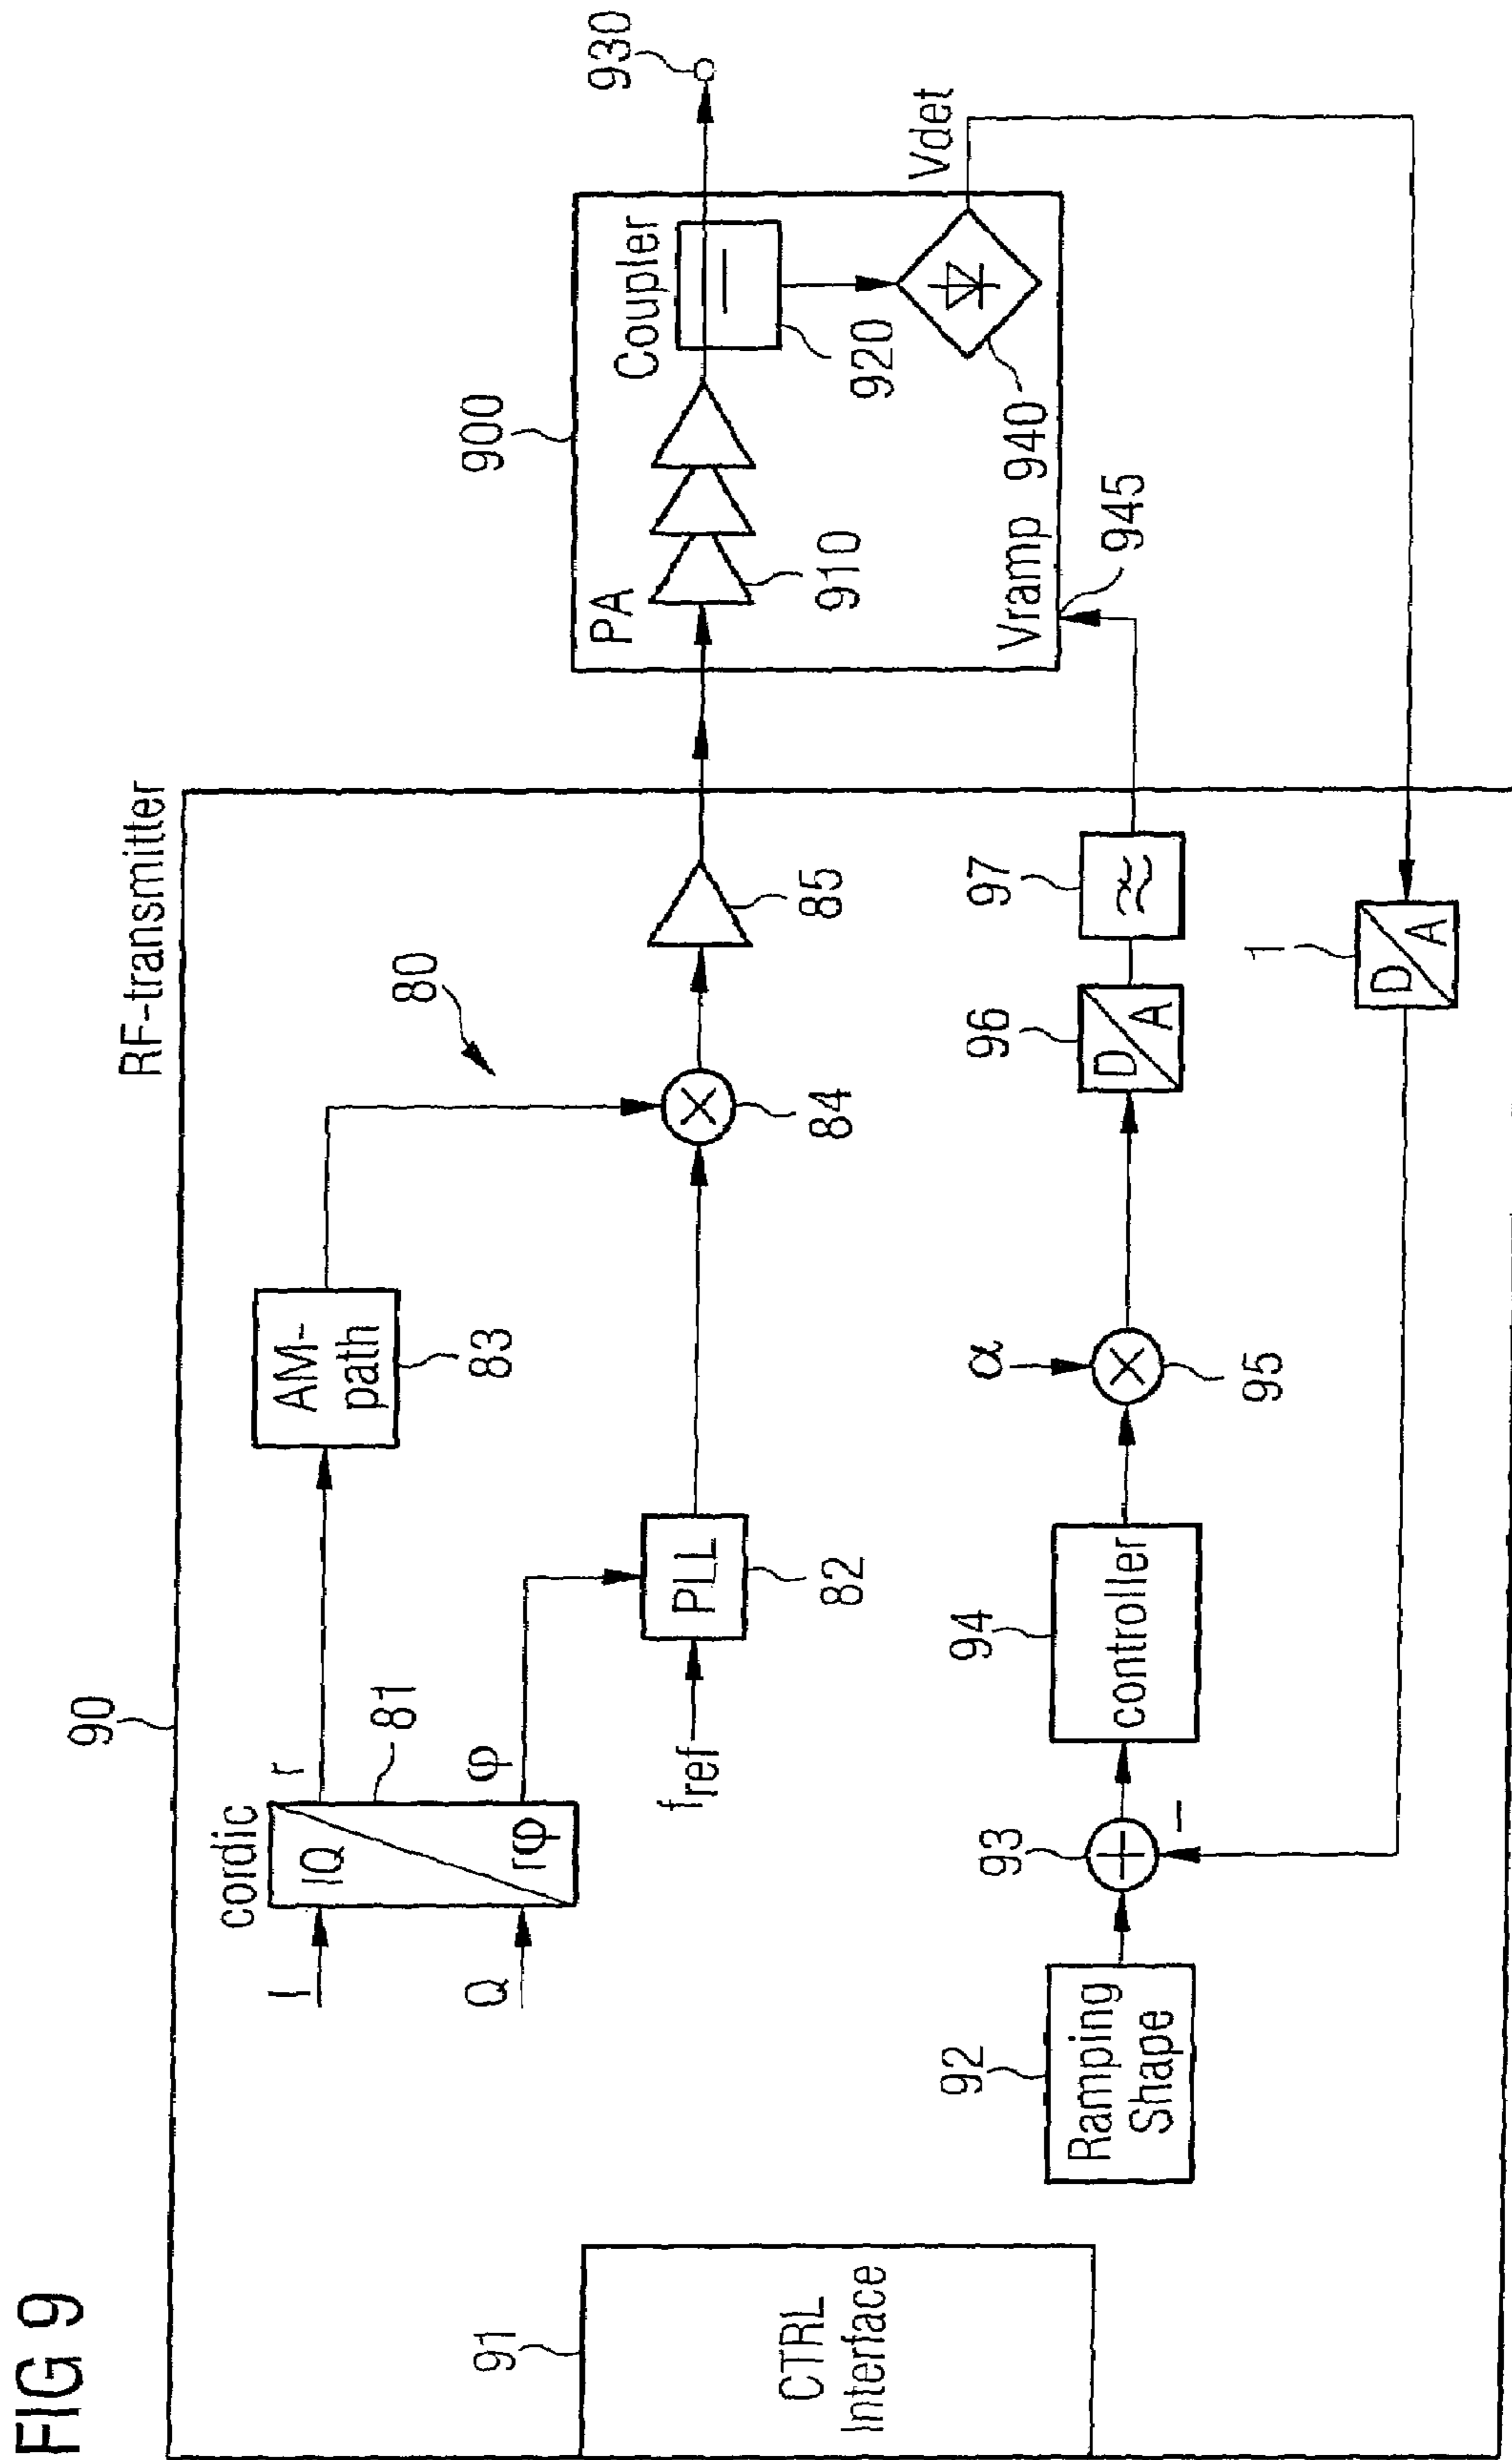 FIG 9
90
RF-transmitter
91
CTRL
Interface
cordic
I
Q
IQ
rφ
r
φ
81
AM-
path
83
80
f_ref
PLL
82
84
85
900
PA
910
Coupler
920
930
940
Vdet
Vramp
945
92
Ramping
Shape
93
−
94
controller
α
95
96
D
A
97
1
D
A